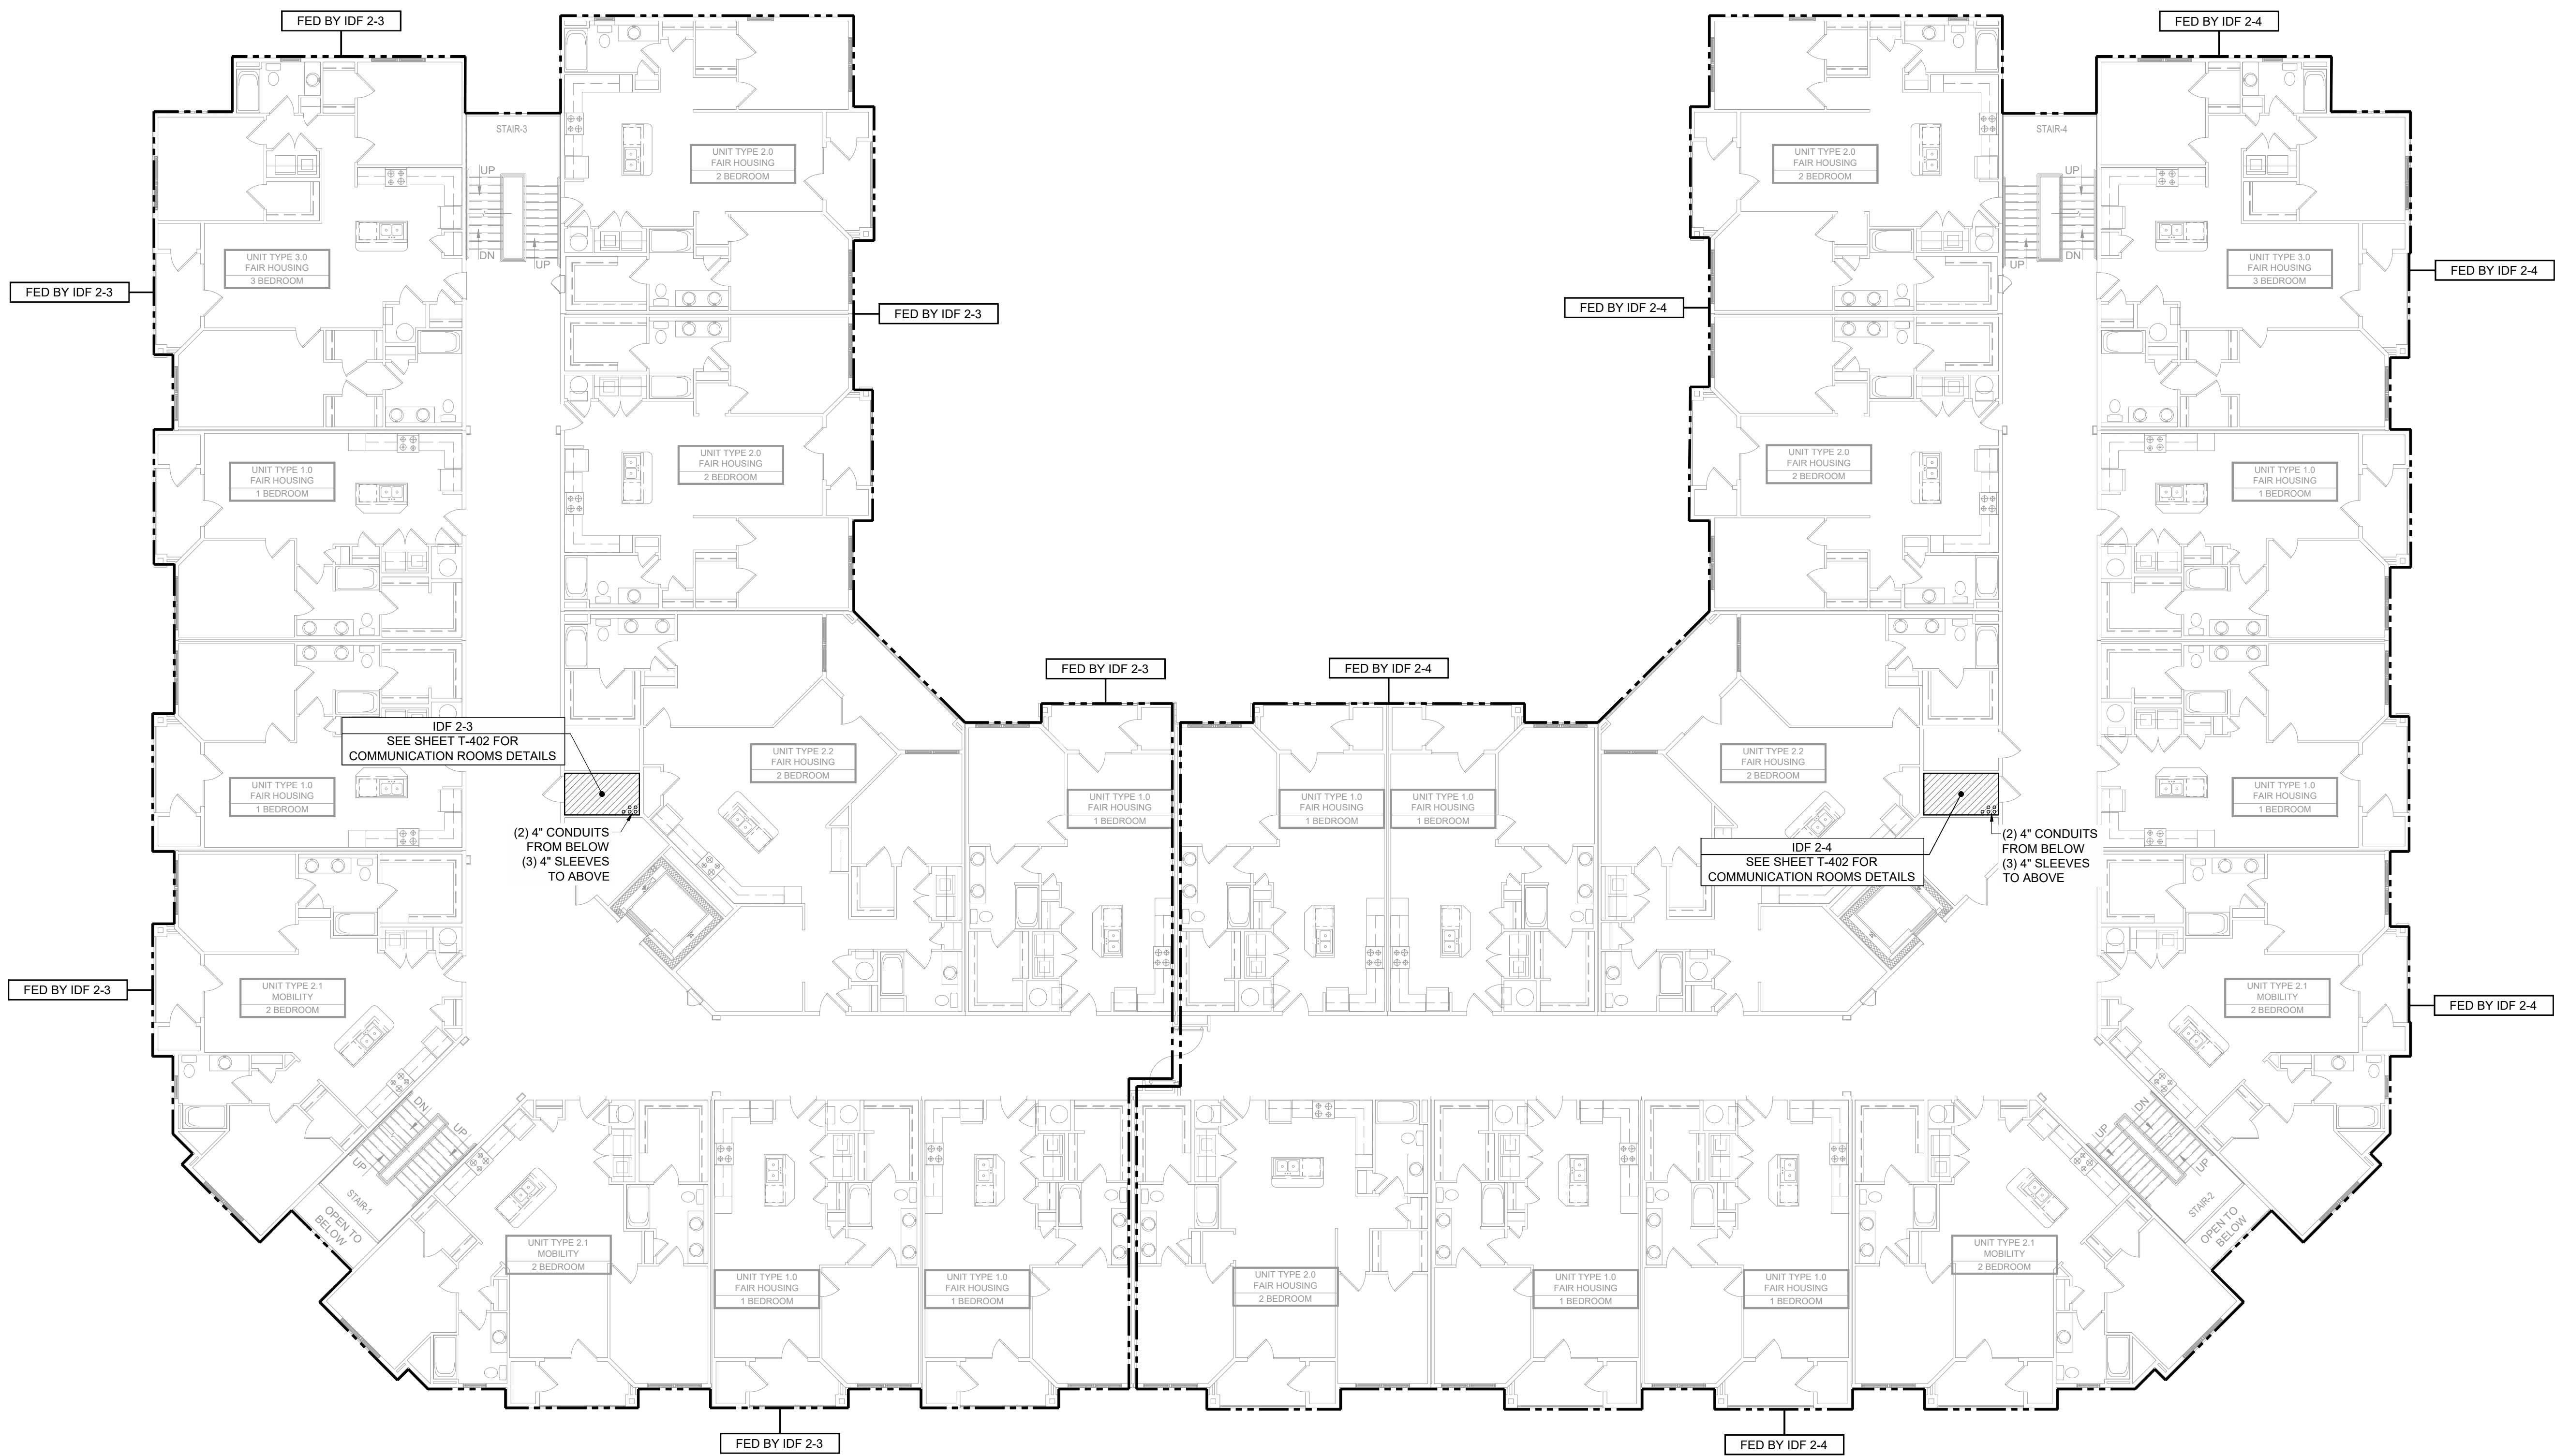 FED BY IDF 2-3
FED BY IDF 2-4
STAIR-3
STAIR-4
UNIT TYPE 2.0
FAIR HOUSING
2 BEDROOM
UNIT TYPE 2.0
FAIR HOUSING
2 BEDROOM
UP
DN
UP
UP
UP
DN
UNIT TYPE 3.0
FAIR HOUSING
3 BEDROOM
UNIT TYPE 3.0
FAIR HOUSING
3 BEDROOM
FED BY IDF 2-3
FED BY IDF 2-3
FED BY IDF 2-4
FED BY IDF 2-4
UNIT TYPE 1.0
FAIR HOUSING
1 BEDROOM
UNIT TYPE 2.0
FAIR HOUSING
2 BEDROOM
UNIT TYPE 2.0
FAIR HOUSING
2 BEDROOM
UNIT TYPE 1.0
FAIR HOUSING
1 BEDROOM
FED BY IDF 2-3
FED BY IDF 2-4
IDF 2-3
SEE SHEET T-402 FOR
COMMUNICATION ROOMS DETAILS
UNIT TYPE 1.0
FAIR HOUSING
1 BEDROOM
UNIT TYPE 2.2
FAIR HOUSING
2 BEDROOM
UNIT TYPE 1.0
FAIR HOUSING
1 BEDROOM
UNIT TYPE 1.0
FAIR HOUSING
1 BEDROOM
UNIT TYPE 1.0
FAIR HOUSING
1 BEDROOM
UNIT TYPE 2.2
FAIR HOUSING
2 BEDROOM
UNIT TYPE 1.0
FAIR HOUSING
1 BEDROOM
(2) 4" CONDUITS
FROM BELOW
(3) 4" SLEEVES
TO ABOVE
IDF 2-4
SEE SHEET T-402 FOR
COMMUNICATION ROOMS DETAILS
(2) 4" CONDUITS
FROM BELOW
(3) 4" SLEEVES
TO ABOVE
FED BY IDF 2-3
UNIT TYPE 2.1
MOBILITY
2 BEDROOM
UNIT TYPE 2.1
MOBILITY
2 BEDROOM
FED BY IDF 2-4
DN
UP
UP
STAIR-1
OPEN TO
BELOW
DN
UP
UP
STAIR-2
OPEN TO
BELOW
UNIT TYPE 2.1
MOBILITY
2 BEDROOM
UNIT TYPE 1.0
FAIR HOUSING
1 BEDROOM
UNIT TYPE 1.0
FAIR HOUSING
1 BEDROOM
UNIT TYPE 2.0
FAIR HOUSING
2 BEDROOM
UNIT TYPE 1.0
FAIR HOUSING
1 BEDROOM
UNIT TYPE 1.0
FAIR HOUSING
1 BEDROOM
UNIT TYPE 2.1
MOBILITY
2 BEDROOM
FED BY IDF 2-3
FED BY IDF 2-4